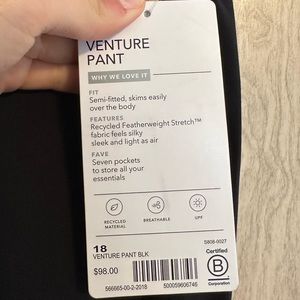 VENTURE
PANT
WHY WE LOVE IT
FIT
Semi-fitted, skims easily
over the body
FEATURES
Recycled Featherweight Stretch™
fabric feels silky
sleek and light as air
FAVE
Seven pockets
to store all your
essentials
RECYCLED
MATERIAL
BREATHABLE
UPF
5808-0027
18
VENTURE PANT BLK
$98.00
566665-00-2-2018
500059606746
Certified
B
Corporation